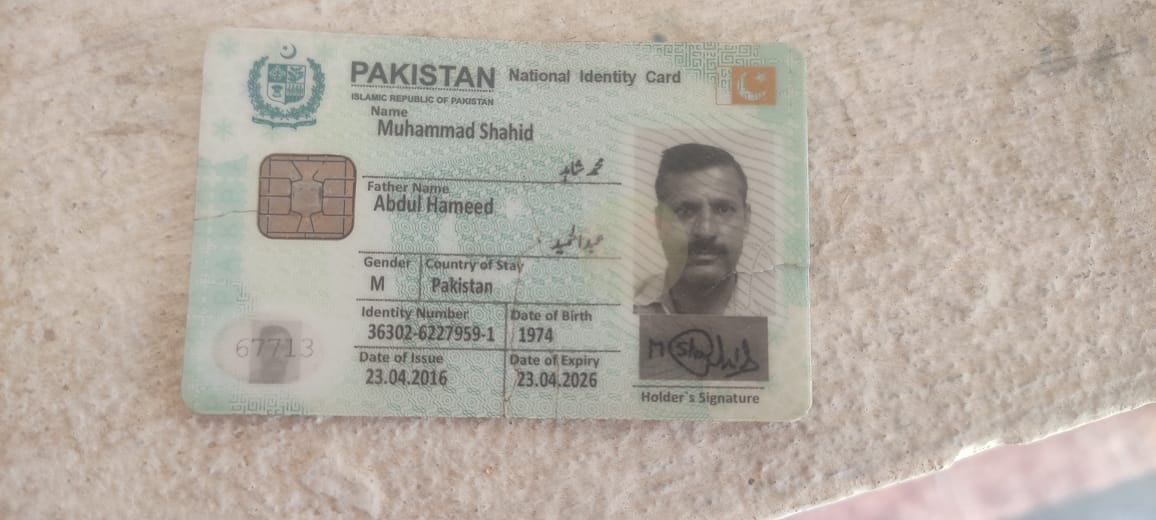 PAKISTAN National Identity Card
ISLAMIC REPUBLIC OF PAKISTAN
Name
Muhammad Shahid
محمد شاہد
Father Name
Abdul Hameed
عبدالحمید
Gender Country of Stay
M Pakistan
Identity Number Date of Birth
36302-6227959-1 1974
Date of Issue Date of Expiry
23.04.2016 23.04.2026
67713
Holder`s Signature